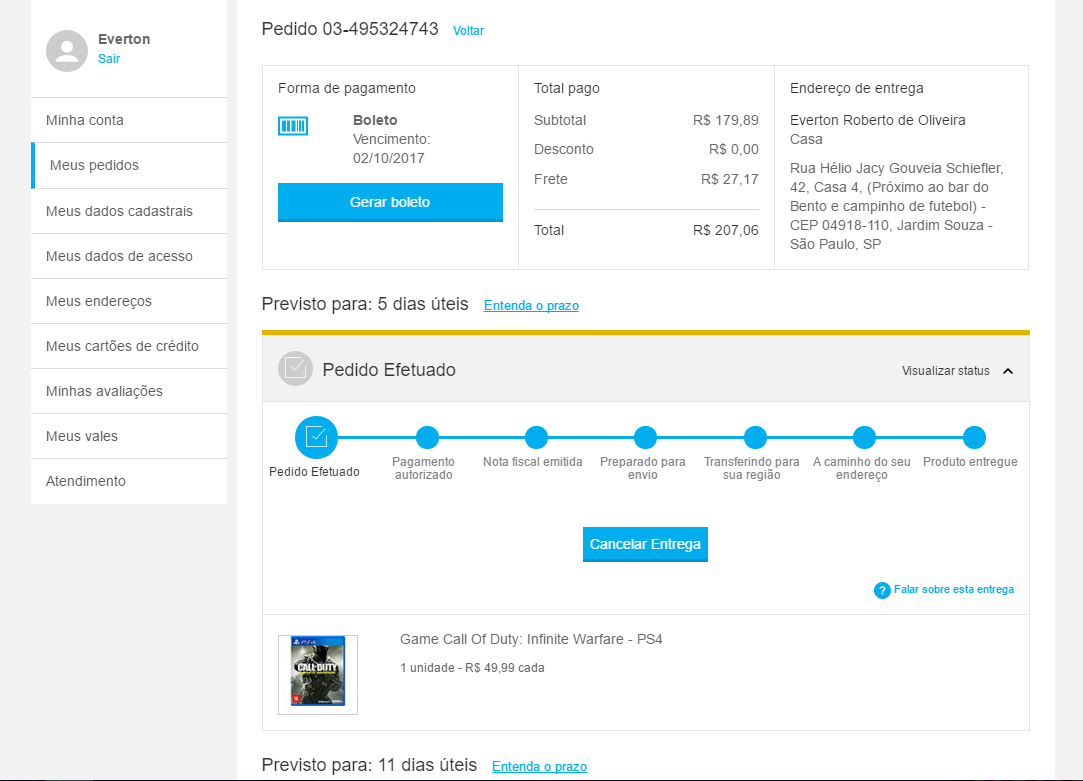 Everton
Sair
Minha conta
Meus pedidos
Meus dados cadastrais
Meus dados de acesso
Meus endereços
Meus cartões de crédito
Minhas avaliações
Meus vales
Atendimento
Pedido 03-495324743 Voltar
Forma de pagamento
Boleto
Vencimento:
02/10/2017
Gerar boleto
Total pago
Subtotal R$ 179,89
Desconto R$ 0,00
Frete R$ 27,17
Total R$ 207,06
Endereço de entrega
Everton Roberto de Oliveira
Casa
Rua Hélio Jacy Gouveia Schiefler,
42, Casa 4, (Próximo ao bar do
Bento e campinho de futebol) -
CEP 04918-110, Jardim Souza -
São Paulo, SP
Previsto para: 5 dias úteis Entenda o prazo
Pedido Efetuado Visualizar status
Pedido Efetuado
Pagamento
autorizado
Nota fiscal emitida
Preparado para
envio
Transferindo para
sua região
A caminho do seu
endereço
Produto entregue
Cancelar Entrega
? Falar sobre esta entrega
PS4
CALL OF DUTY
Game Call Of Duty: Infinite Warfare - PS4
1 unidade - R$ 49,99 cada
Previsto para: 11 dias úteis Entenda o prazo